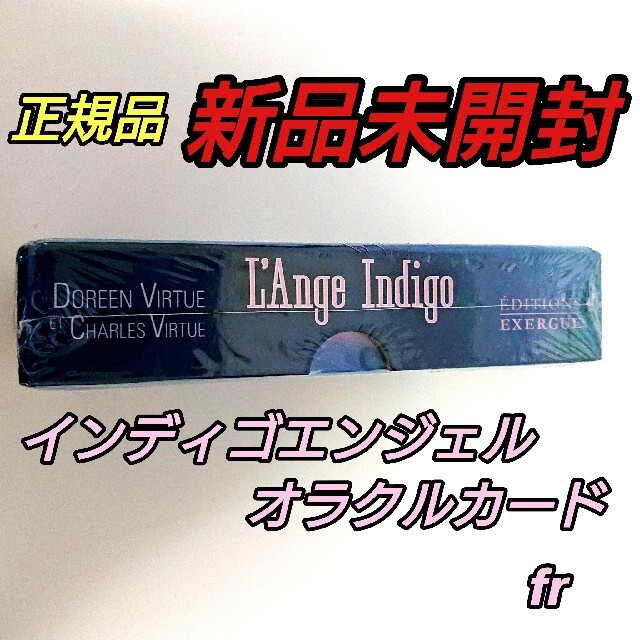 正規品 新品未開封
DOREEN VIRTUE
ET CHARLES VIRTUE
L'Ange Indigo
ÉDITIONS
EXERGUE
インディゴエンジェル
オラクルカード
fr